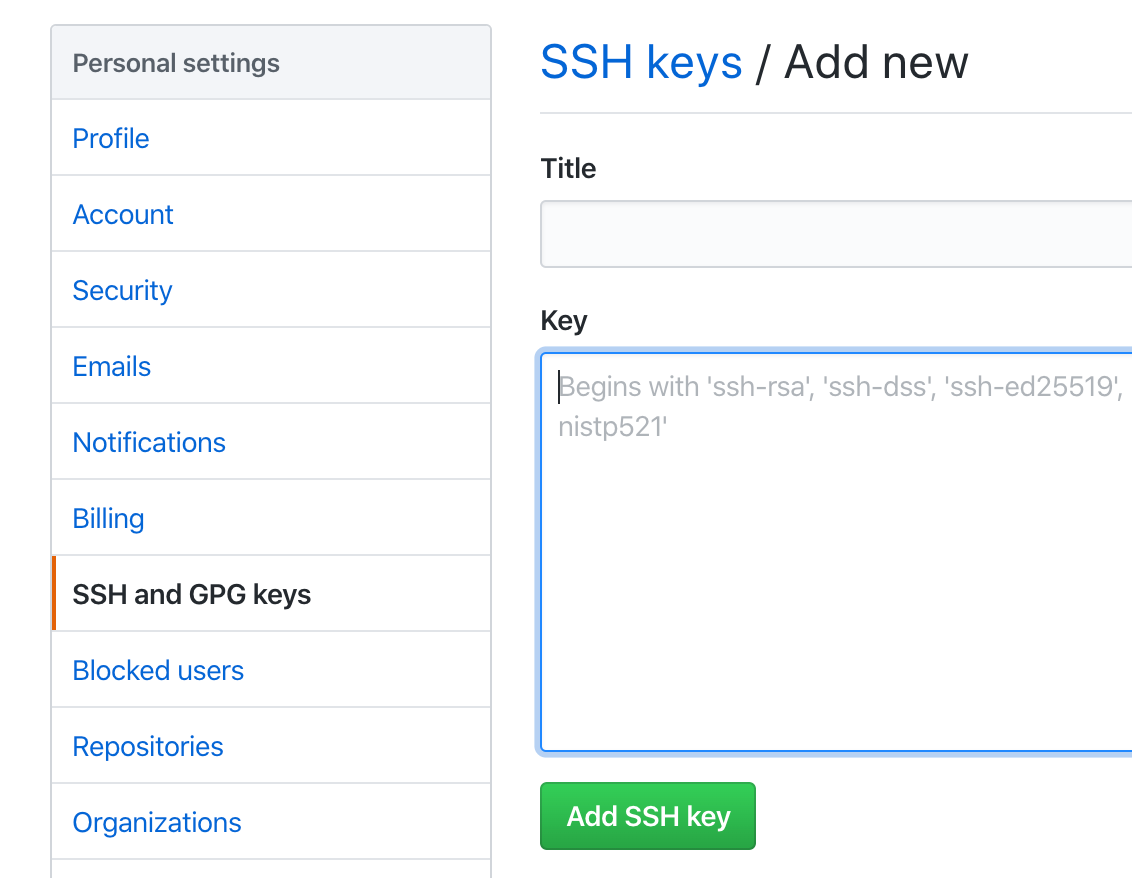 Personal settings
Profile
Account
Security
Emails
Notifications
Billing
SSH and GPG keys
Blocked users
Repositories
Organizations
SSH keys / Add new
Title
Key
Begins with 'ssh-rsa', 'ssh-dss', 'ssh-ed25519',
nistp521'
Add SSH key